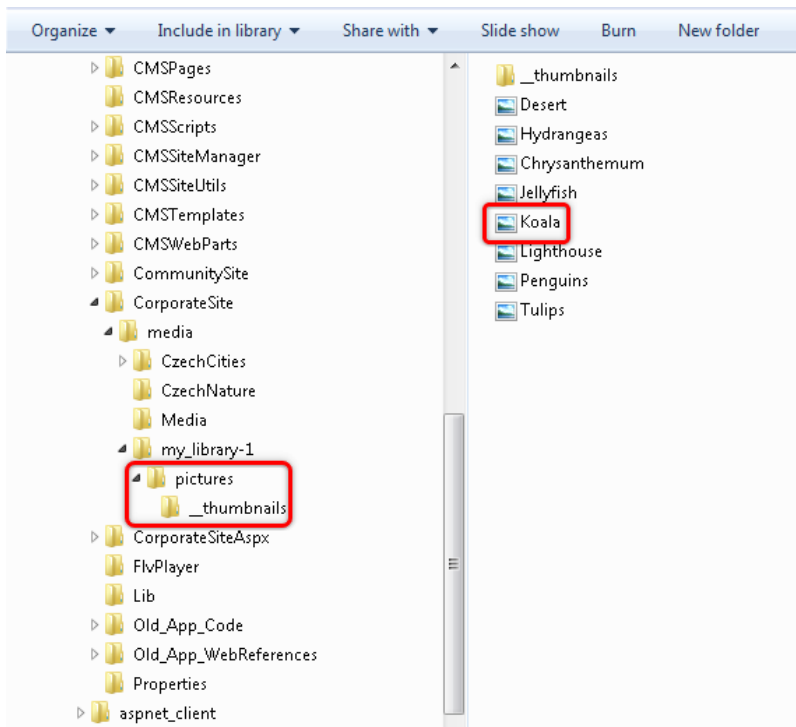 Organize Include in library Share with Slide show Burn New folder
CMSPages
CMSResources
CMSScripts
CMSSiteManager
CMSSiteUtils
CMSTemplates
CMSWebParts
CommunitySite
CorporateSite
media
CzechCities
CzechNature
Media
my_library-1
pictures
__thumbnails
CorporateSiteAspx
FlvPlayer
Lib
Old_App_Code
Old_App_WebReferences
Properties
aspnet_client
__thumbnails
Desert
Hydrangeas
Chrysanthemum
Jellyfish
Koala
Lighthouse
Penguins
Tulips